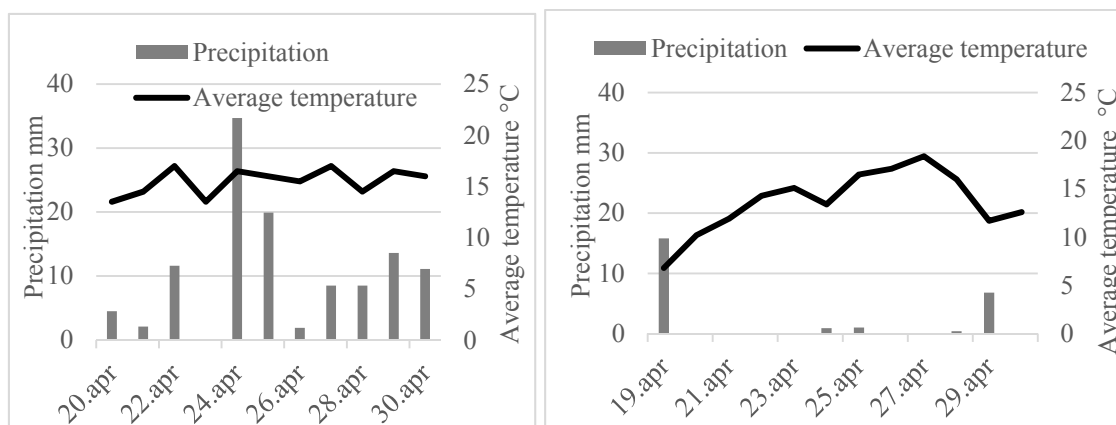 Precipitation
Average temperature
40
30
20
10
0
25
20
15
10
5
0
Precipitation mm
Average temperature °C
20.apr
22.apr
24.apr
26.apr
28.apr
30.apr
Precipitation
Average temperature
40
30
20
10
0
25
20
15
10
5
0
Precipitation mm
Average temperature °C
19.apr
21.apr
23.apr
25.apr
27.apr
29.apr